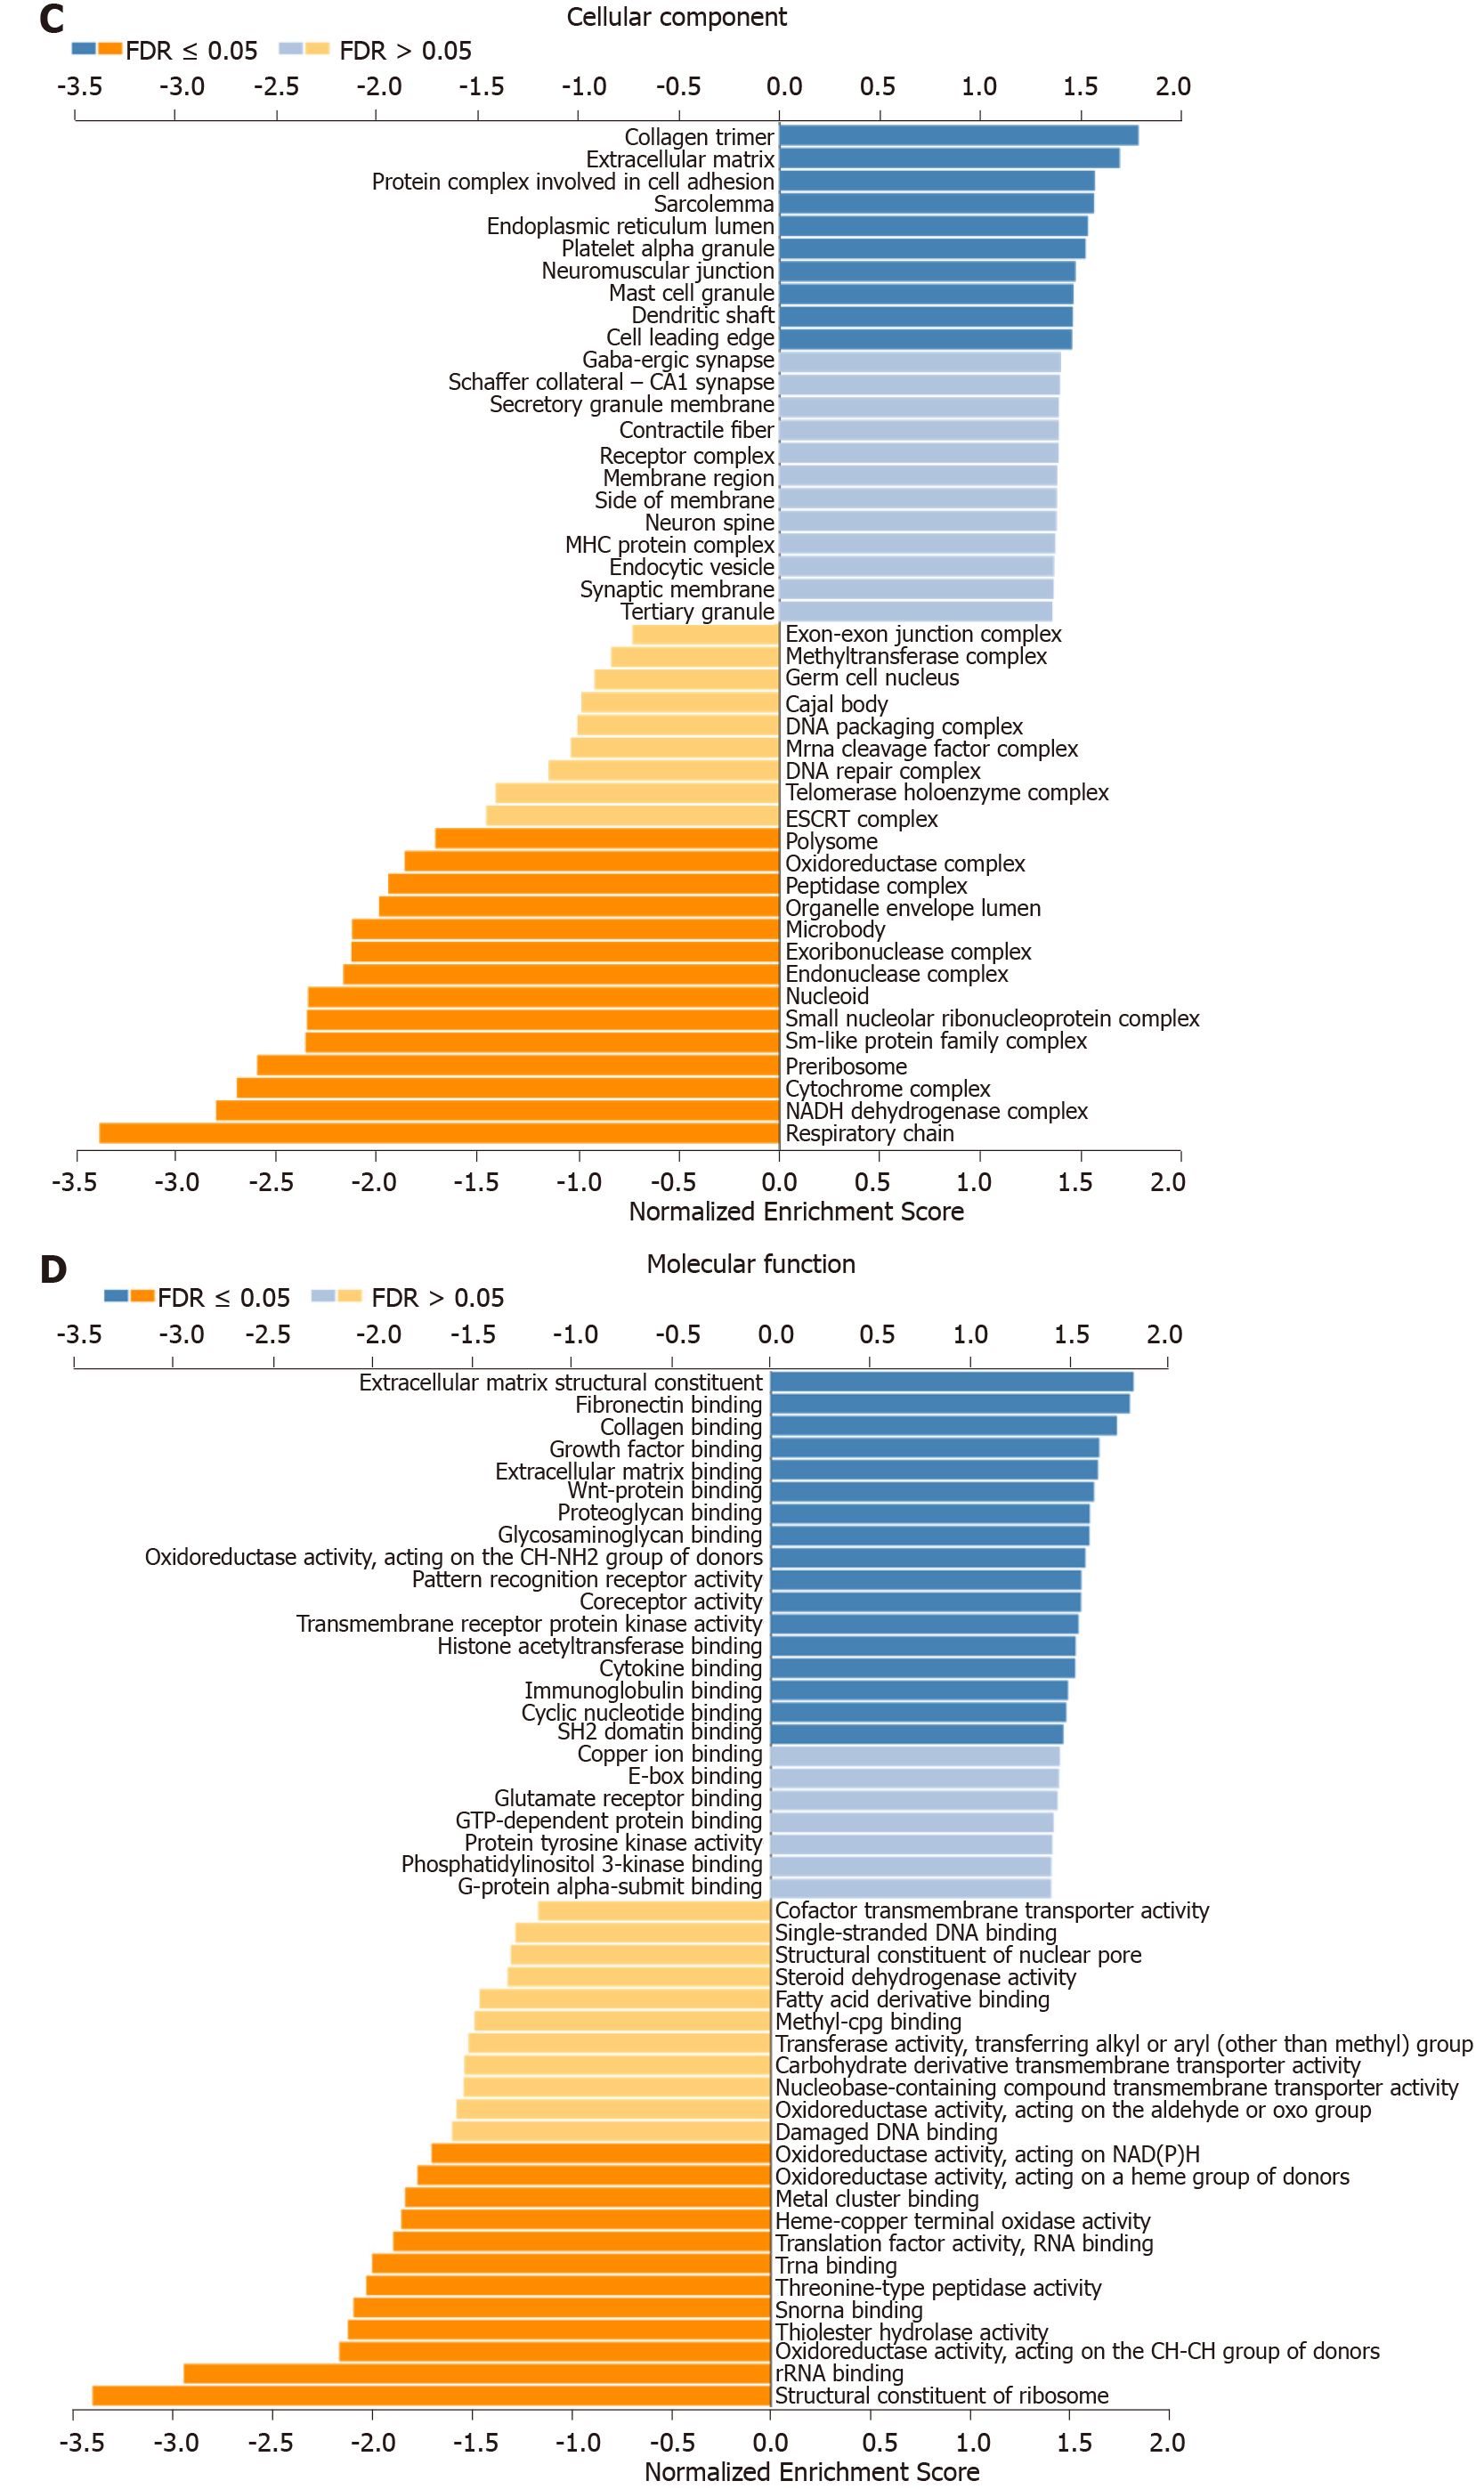 C
Cellular component
FDR ≤ 0.05 FDR > 0.05
-3.5 -3.0 -2.5 -2.0 -1.5 -1.0 -0.5 0.0 0.5 1.0 1.5 2.0
Collagen trimer
Extracellular matrix
Protein complex involved in cell adhesion
Sarcolemma
Endoplasmic reticulum lumen
Platelet alpha granule
Neuromuscular junction
Mast cell granule
Dendritic shaft
Cell leading edge
Gaba-ergic synapse
Schaffer collateral – CA1 synapse
Secretory granule membrane
Contractile fiber
Receptor complex
Membrane region
Side of membrane
Neuron spine
MHC protein complex
Endocytic vesicle
Synaptic membrane
Tertiary granule
Exon-exon junction complex
Methyltransferase complex
Germ cell nucleus
Cajal body
DNA packaging complex
Mrna cleavage factor complex
DNA repair complex
Telomerase holoenzyme complex
ESCRT complex
Polysome
Oxidoreductase complex
Peptidase complex
Organelle envelope lumen
Microbody
Exoribonuclease complex
Endonuclease complex
Nucleoid
Small nucleolar ribonucleoprotein complex
Sm-like protein family complex
Preribosome
Cytochrome complex
NADH dehydrogenase complex
Respiratory chain
-3.5 -3.0 -2.5 -2.0 -1.5 -1.0 -0.5 0.0 0.5 1.0 1.5 2.0
Normalized Enrichment Score
D
Molecular function
FDR ≤ 0.05 FDR > 0.05
-3.5 -3.0 -2.5 -2.0 -1.5 -1.0 -0.5 0.0 0.5 1.0 1.5 2.0
Extracellular matrix structural constituent
Fibronectin binding
Collagen binding
Growth factor binding
Extracellular matrix binding
Wnt-protein binding
Proteoglycan binding
Glycosaminoglycan binding
Oxidoreductase activity, acting on the CH-NH2 group of donors
Pattern recognition receptor activity
Coreceptor activity
Transmembrane receptor protein kinase activity
Histone acetyltransferase binding
Cytokine binding
Immunoglobulin binding
Cyclic nucleotide binding
SH2 domatin binding
Copper ion binding
E-box binding
Glutamate receptor binding
GTP-dependent protein binding
Protein tyrosine kinase activity
Phosphatidylinositol 3-kinase binding
G-protein alpha-submit binding
Cofactor transmembrane transporter activity
Single-stranded DNA binding
Structural constituent of nuclear pore
Steroid dehydrogenase activity
Fatty acid derivative binding
Methyl-cpg binding
Transferase activity, transferring alkyl or aryl (other than methyl) group
Carbohydrate derivative transmembrane transporter activity
Nucleobase-containing compound transmembrane transporter activity
Oxidoreductase activity, acting on the aldehyde or oxo group
Damaged DNA binding
Oxidoreductase activity, acting on NAD(P)H
Oxidoreductase activity, acting on a heme group of donors
Metal cluster binding
Heme-copper terminal oxidase activity
Translation factor activity, RNA binding
Trna binding
Threonine-type peptidase activity
Snorna binding
Thiolester hydrolase activity
Oxidoreductase activity, acting on the CH-CH group of donors
rRNA binding
Structural constituent of ribosome
-3.5 -3.0 -2.5 -2.0 -1.5 -1.0 -0.5 0.0 0.5 1.0 1.5 2.0
Normalized Enrichment Score